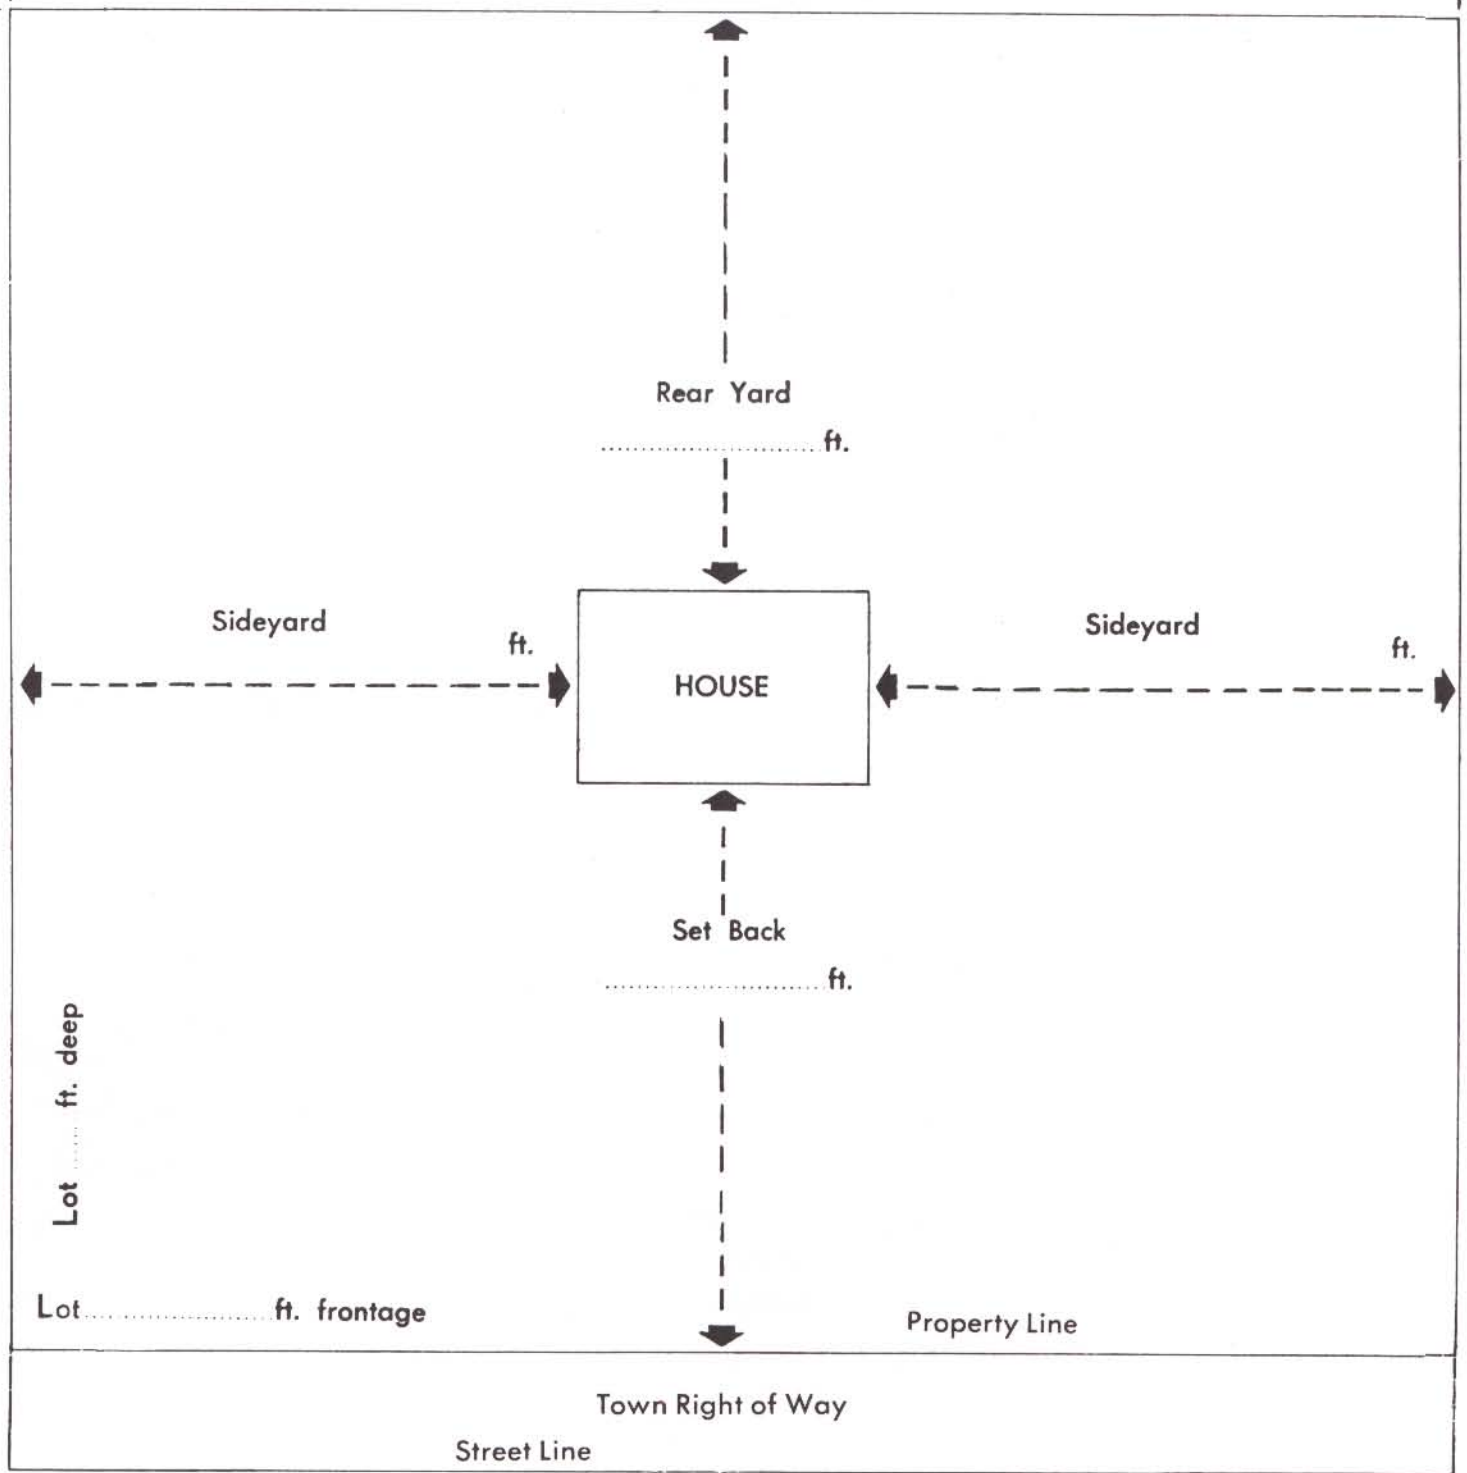 Rear Yard
........................ft.
Sideyard
ft.
Sideyard
ft.
HOUSE
Set Back
........................ft.
Lot ...... ft. deep
Lot........................ft. frontage
Property Line
Town Right of Way
Street Line